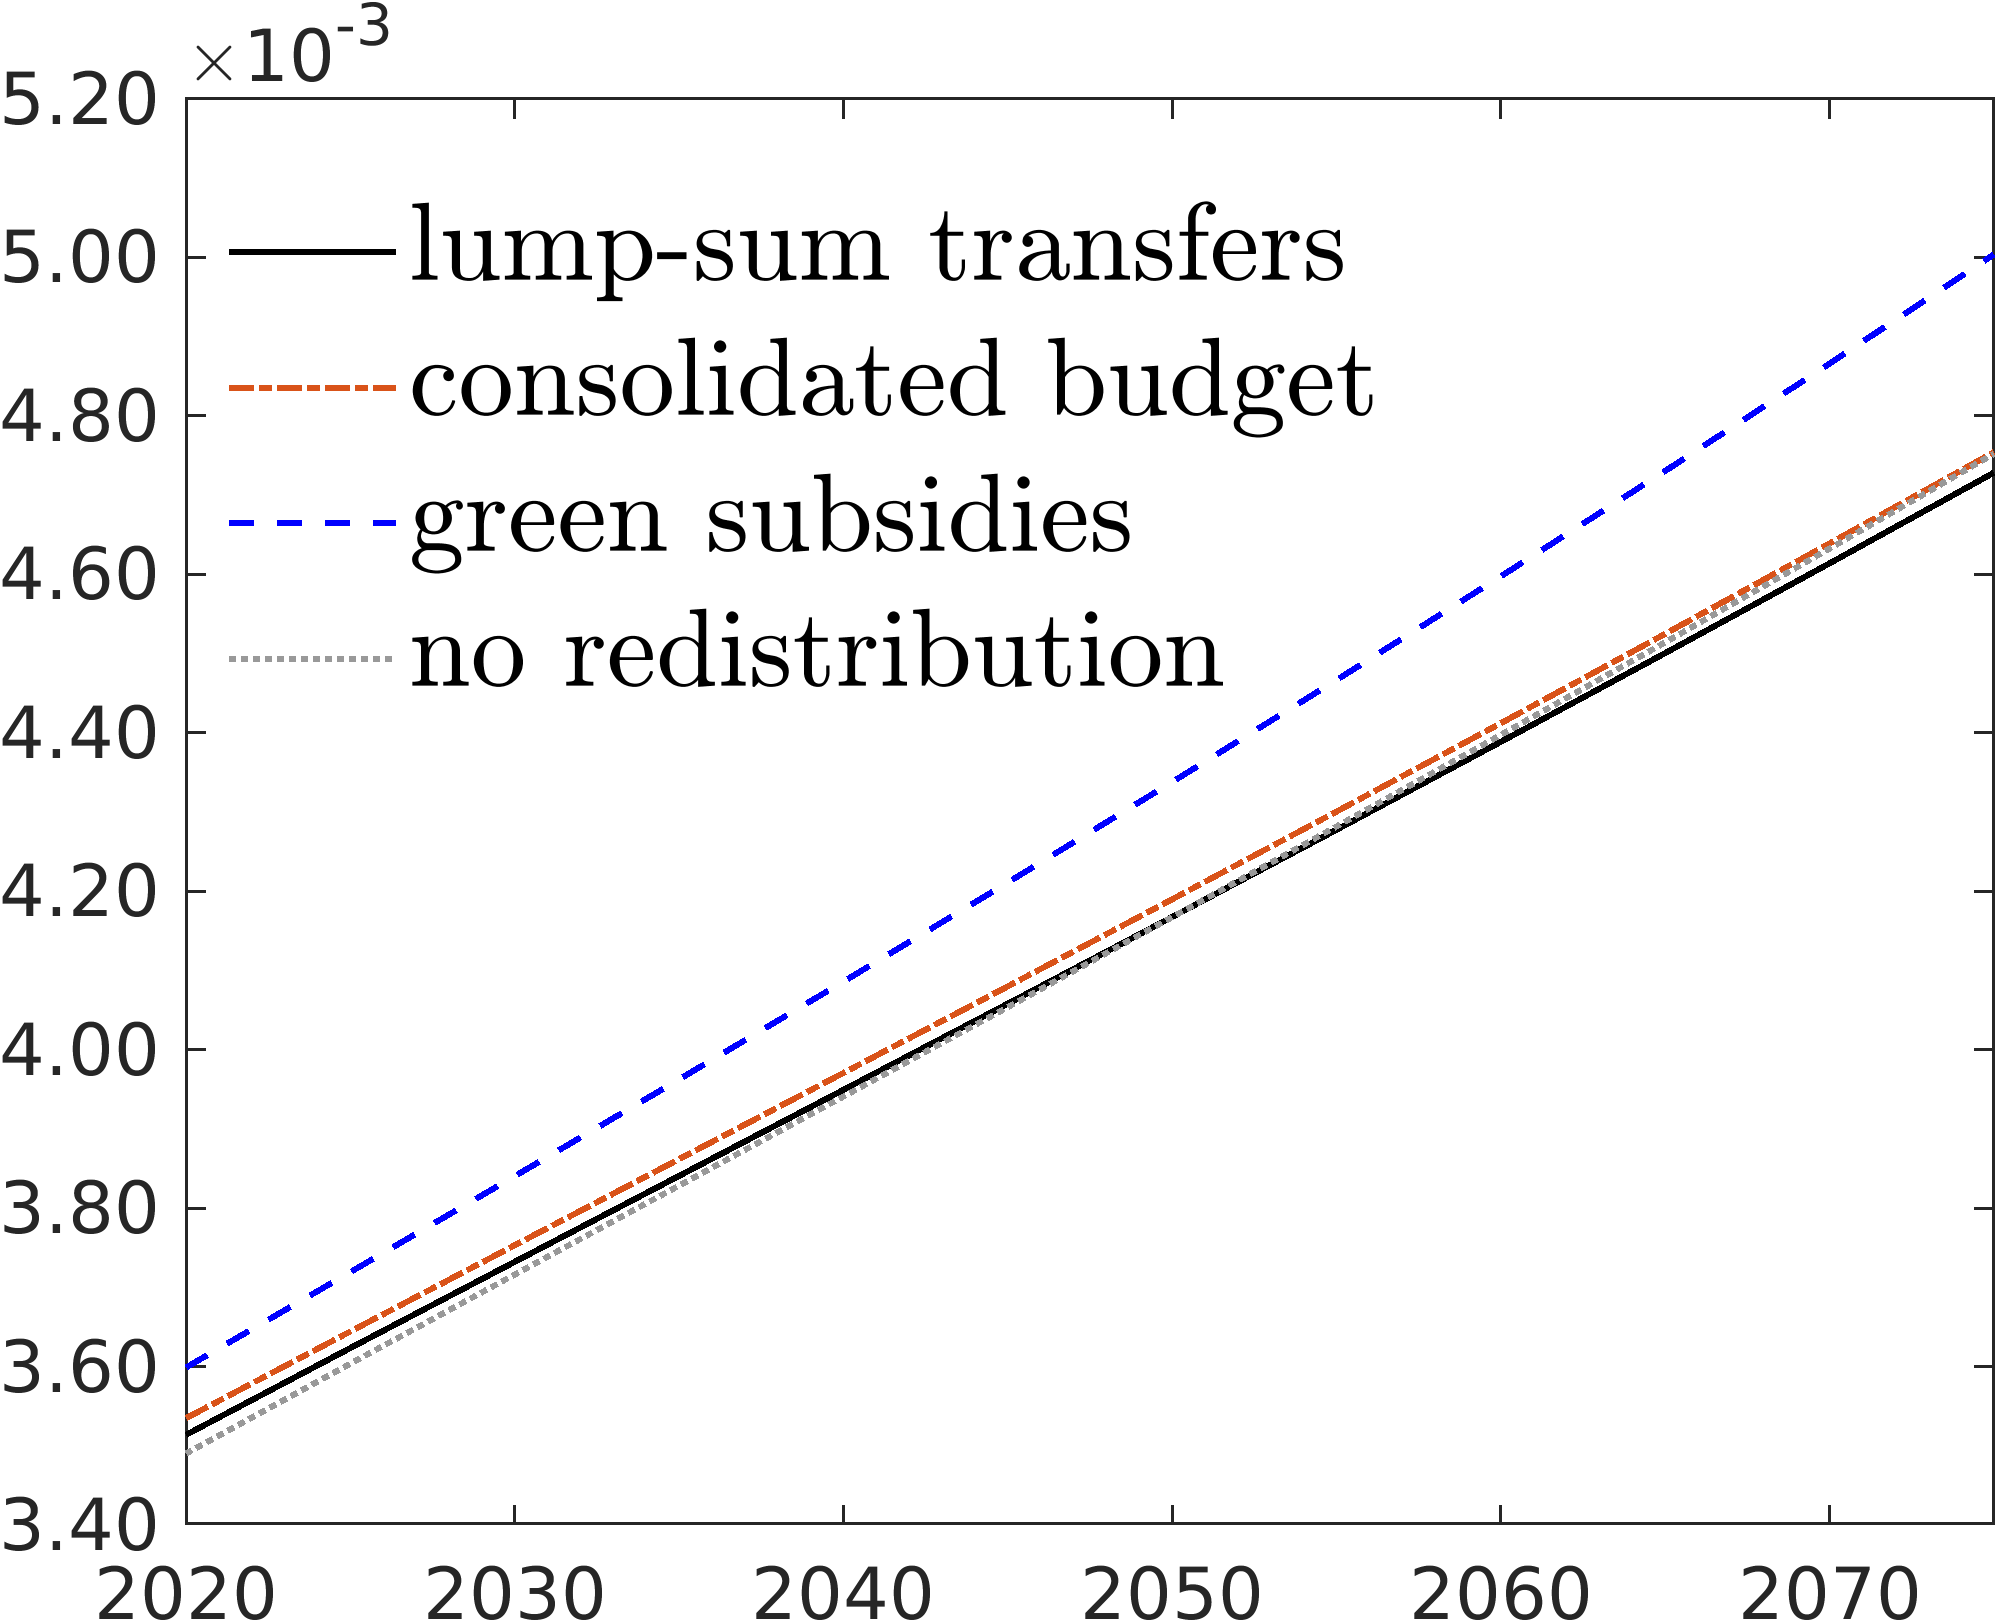 ×10-3
5.20
5.00
4.80
4.60
4.40
4.20
4.00
3.80
3.60
3.40
lump-sum transfers
consolidated budget
green subsidies
no redistribution
2020 2030 2040 2050 2060 2070